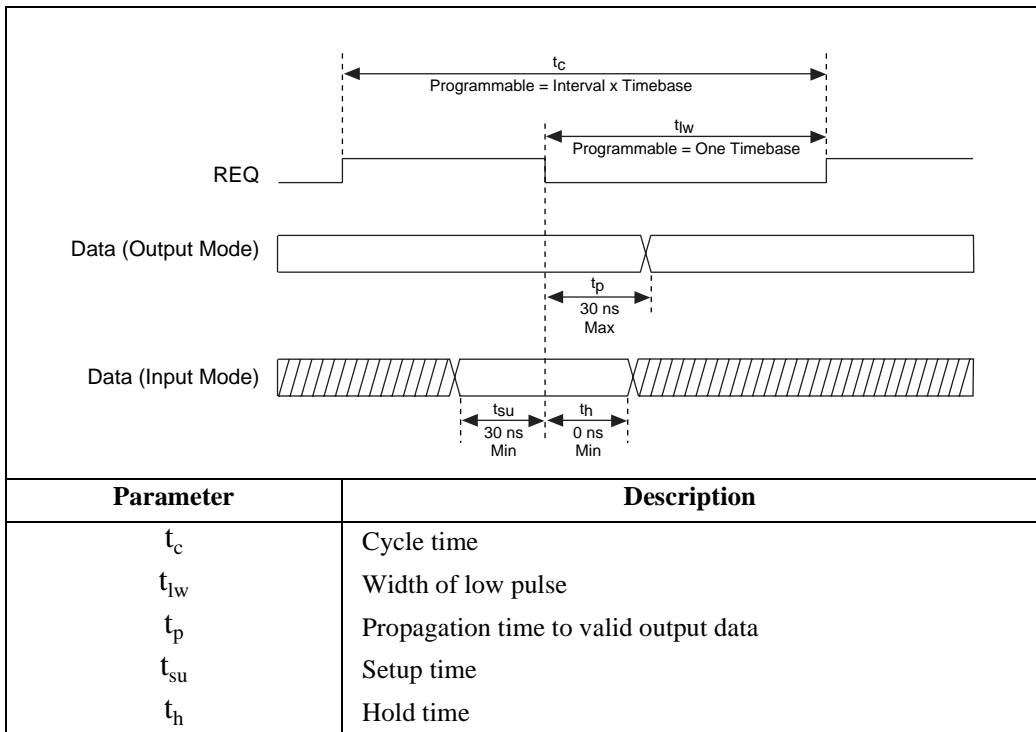 tc
Programmable = Interval x Timebase
tlw
Programmable = One Timebase
REQ
Data (Output Mode)
tp
30 ns
Max
Data (Input Mode)
tsu th
30 ns 0 ns
Min Min
Parameter Description
tc Cycle time
tlw Width of low pulse
tp Propagation time to valid output data
tsu Setup time
th Hold time